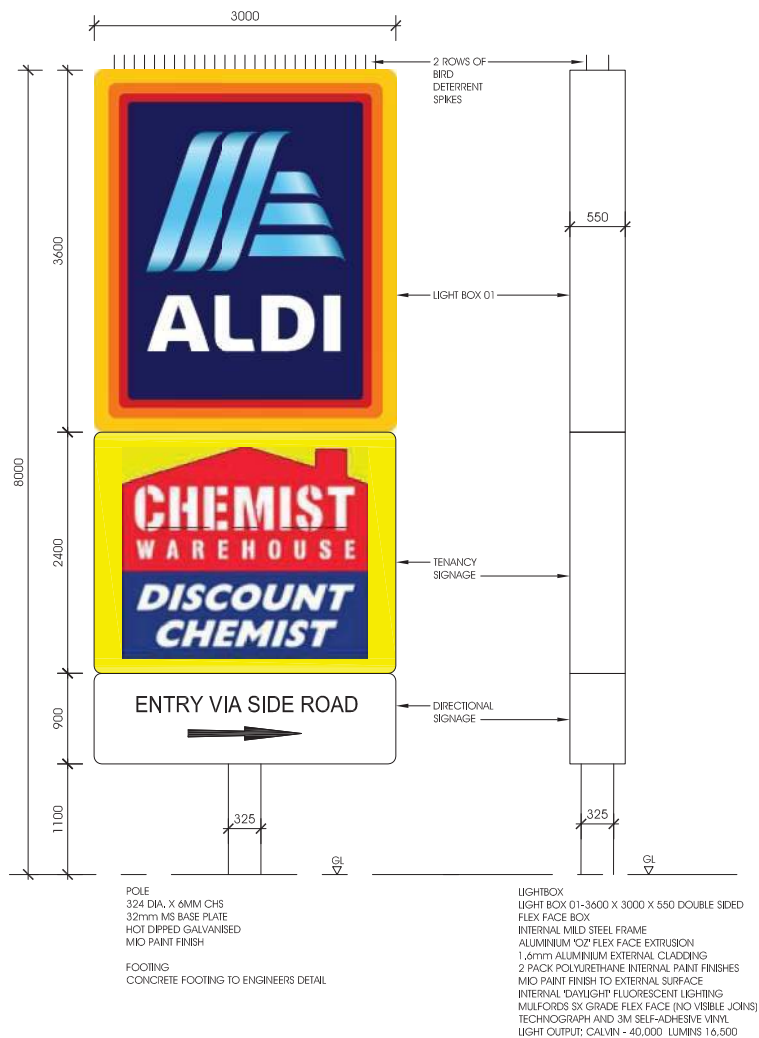 3000
2 ROWS OF
BIRD
DETERRENT
SPIKES
3600
550
LIGHT BOX 01
ALDI
8000
2400
CHEMIST
WAREHOUSE
DISCOUNT
CHEMIST
TENANCY
SIGNAGE
900
ENTRY VIA SIDE ROAD
DIRECTIONAL
SIGNAGE
1100
325
325
GL
GL
POLE
324 DIA. X 6MM CHS
32mm MS BASE PLATE
HOT DIPPED GALVANISED
MIO PAINT FINISH
FOOTING
CONCRETE FOOTING TO ENGINEERS DETAIL
LIGHTBOX
LIGHT BOX 01-3600 X 3000 X 550 DOUBLE SIDED
FLEX FACE BOX
INTERNAL MILD STEEL FRAME
ALUMINIUM 'OZ' FLEX FACE EXTRUSION
1.6mm ALUMINIUM EXTERNAL CLADDING
2 PACK POLYURETHANE INTERNAL PAINT FINISHES
MIO PAINT FINISH TO EXTERNAL SURFACE
INTERNAL 'DAYLIGHT' FLUORESCENT LIGHTING
MULFORDS SX GRADE FLEX FACE (NO VISIBLE JOINS)
TECHNOGRAPH AND 3M SELF-ADHESIVE VINYL
LIGHT OUTPUT: CALVIN - 40,000 LUMINS 16,500